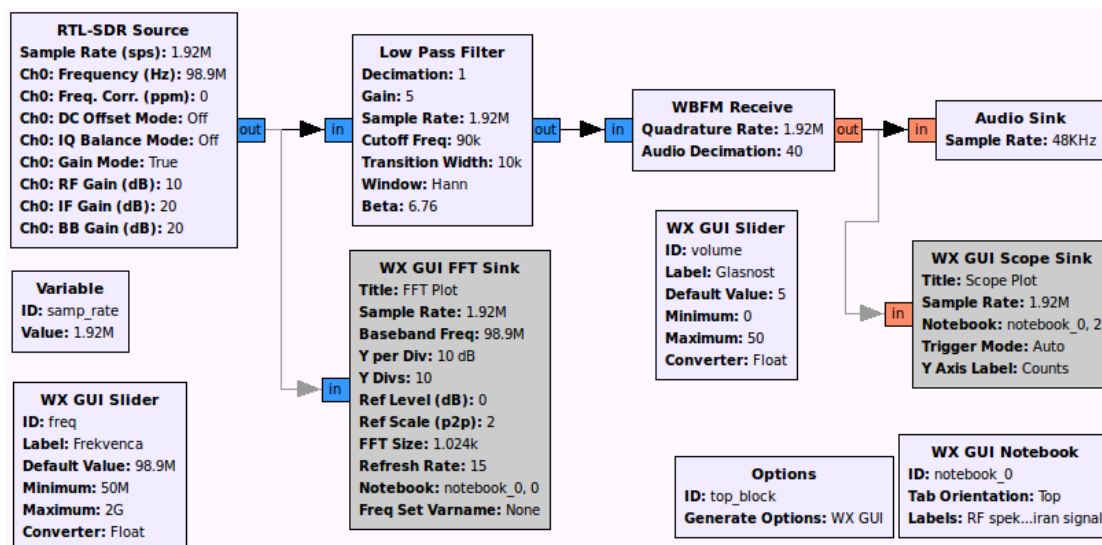 RTL-SDR Source
Sample Rate (sps): 1.92M
Ch0: Frequency (Hz): 98.9M
Ch0: Freq. Corr. (ppm): 0
Ch0: DC Offset Mode: Off
Ch0: IQ Balance Mode: Off
Ch0: Gain Mode: True
Ch0: RF Gain (dB): 10
Ch0: IF Gain (dB): 20
Ch0: BB Gain (dB): 20
out
in
Low Pass Filter
Decimation: 1
Gain: 5
Sample Rate: 1.92M
Cutoff Freq: 90k
Transition Width: 10k
Window: Hann
Beta: 6.76
out
in
WBFM Receive
Quadrature Rate: 1.92M
Audio Decimation: 40
out
in
Audio Sink
Sample Rate: 48KHz
Variable
ID: samp_rate
Value: 1.92M
in
WX GUI FFT Sink
Title: FFT Plot
Sample Rate: 1.92M
Baseband Freq: 98.9M
Y per Div: 10 dB
Y Divs: 10
Ref Level (dB): 0
Ref Scale (p2p): 2
FFT Size: 1.024k
Refresh Rate: 15
Notebook: notebook_0, 0
Freq Set Varname: None
WX GUI Slider
ID: volume
Label: Glasnost
Default Value: 5
Minimum: 0
Maximum: 50
Converter: Float
in
WX GUI Scope Sink
Title: Scope Plot
Sample Rate: 1.92M
Notebook: notebook_0, 2
Trigger Mode: Auto
Y Axis Label: Counts
WX GUI Slider
ID: freq
Label: Frekvenca
Default Value: 98.9M
Minimum: 50M
Maximum: 2G
Converter: Float
Options
ID: top_block
Generate Options: WX GUI
WX GUI Notebook
ID: notebook_0
Tab Orientation: Top
Labels: RF spek...iran signal